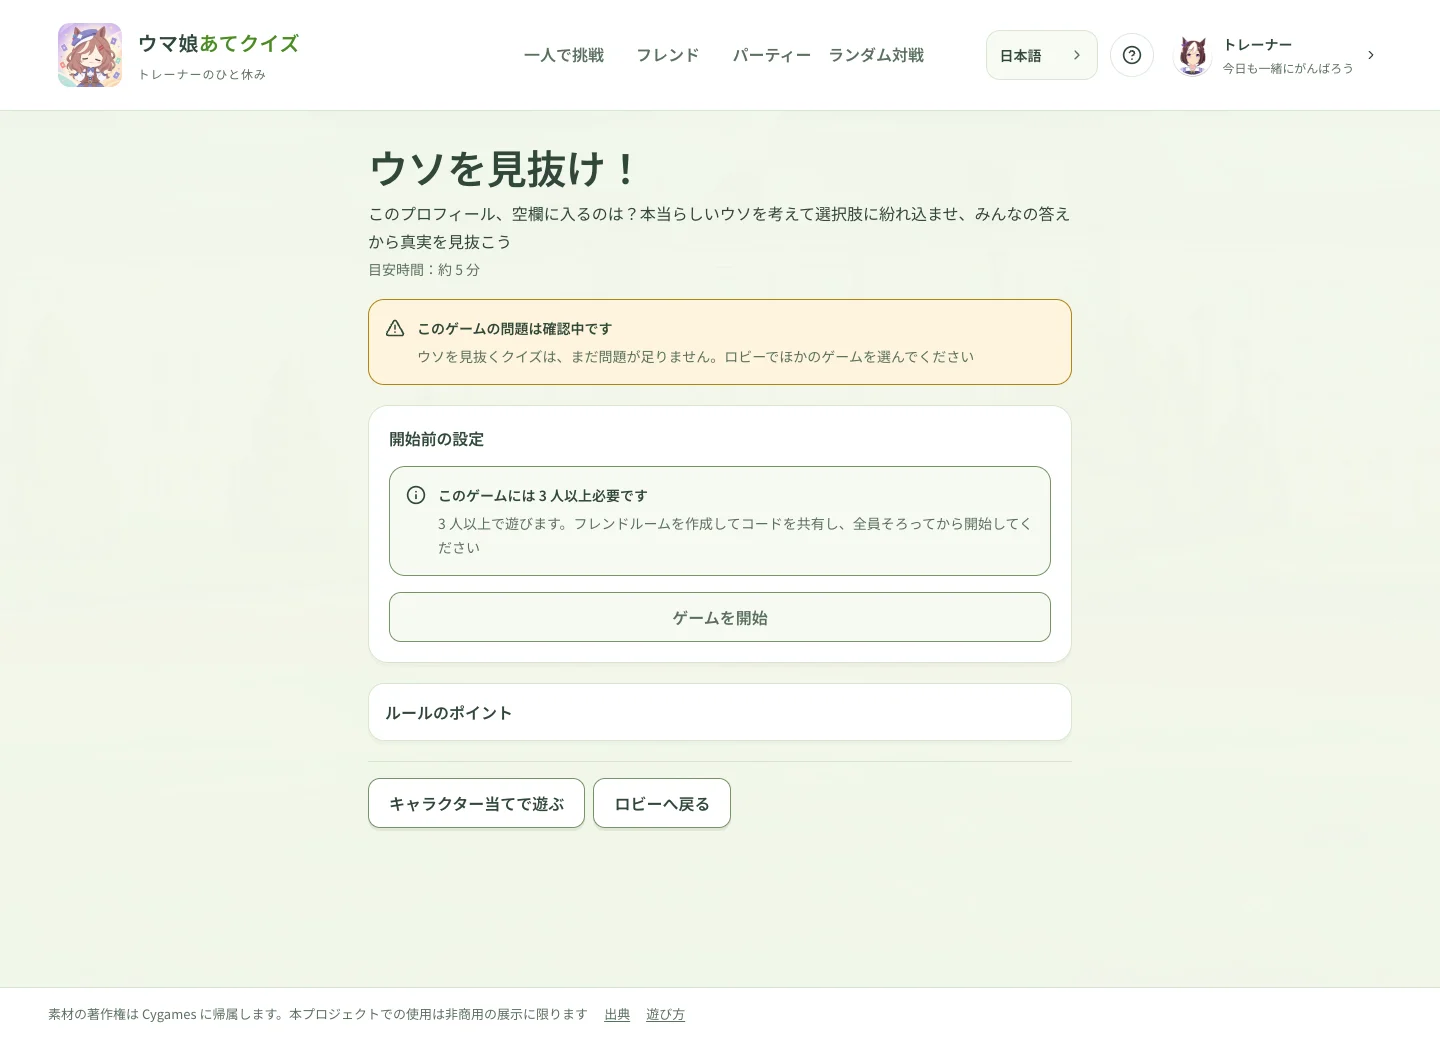 ウマ娘あてクイズ
トレーナーのひと休み
一人で挑戦
フレンド
パーティー
ランダム対戦
日本語
トレーナー
今日も一緒にがんばろう
ウソを見抜け！
このプロフィール、空欄に入るのは？本当らしいウソを考えて選択肢に紛れ込ませ、みんなの答え
から真実を見抜こう
目安時間：約 5 分
このゲームの問題は確認中です
ウソを見抜くクイズは、まだ問題が足りません。ロビーでほかのゲームを選んでください
開始前の設定
このゲームには 3 人以上必要です
3 人以上で遊びます。フレンドルームを作成してコードを共有し、全員そろってから開始してく
ださい
ゲームを開始
ルールのポイント
キャラクター当てで遊ぶ
ロビーへ戻る
素材の著作権は Cygames に帰属します。本プロジェクトでの使用は非商用の展示に限ります
出典
遊び方